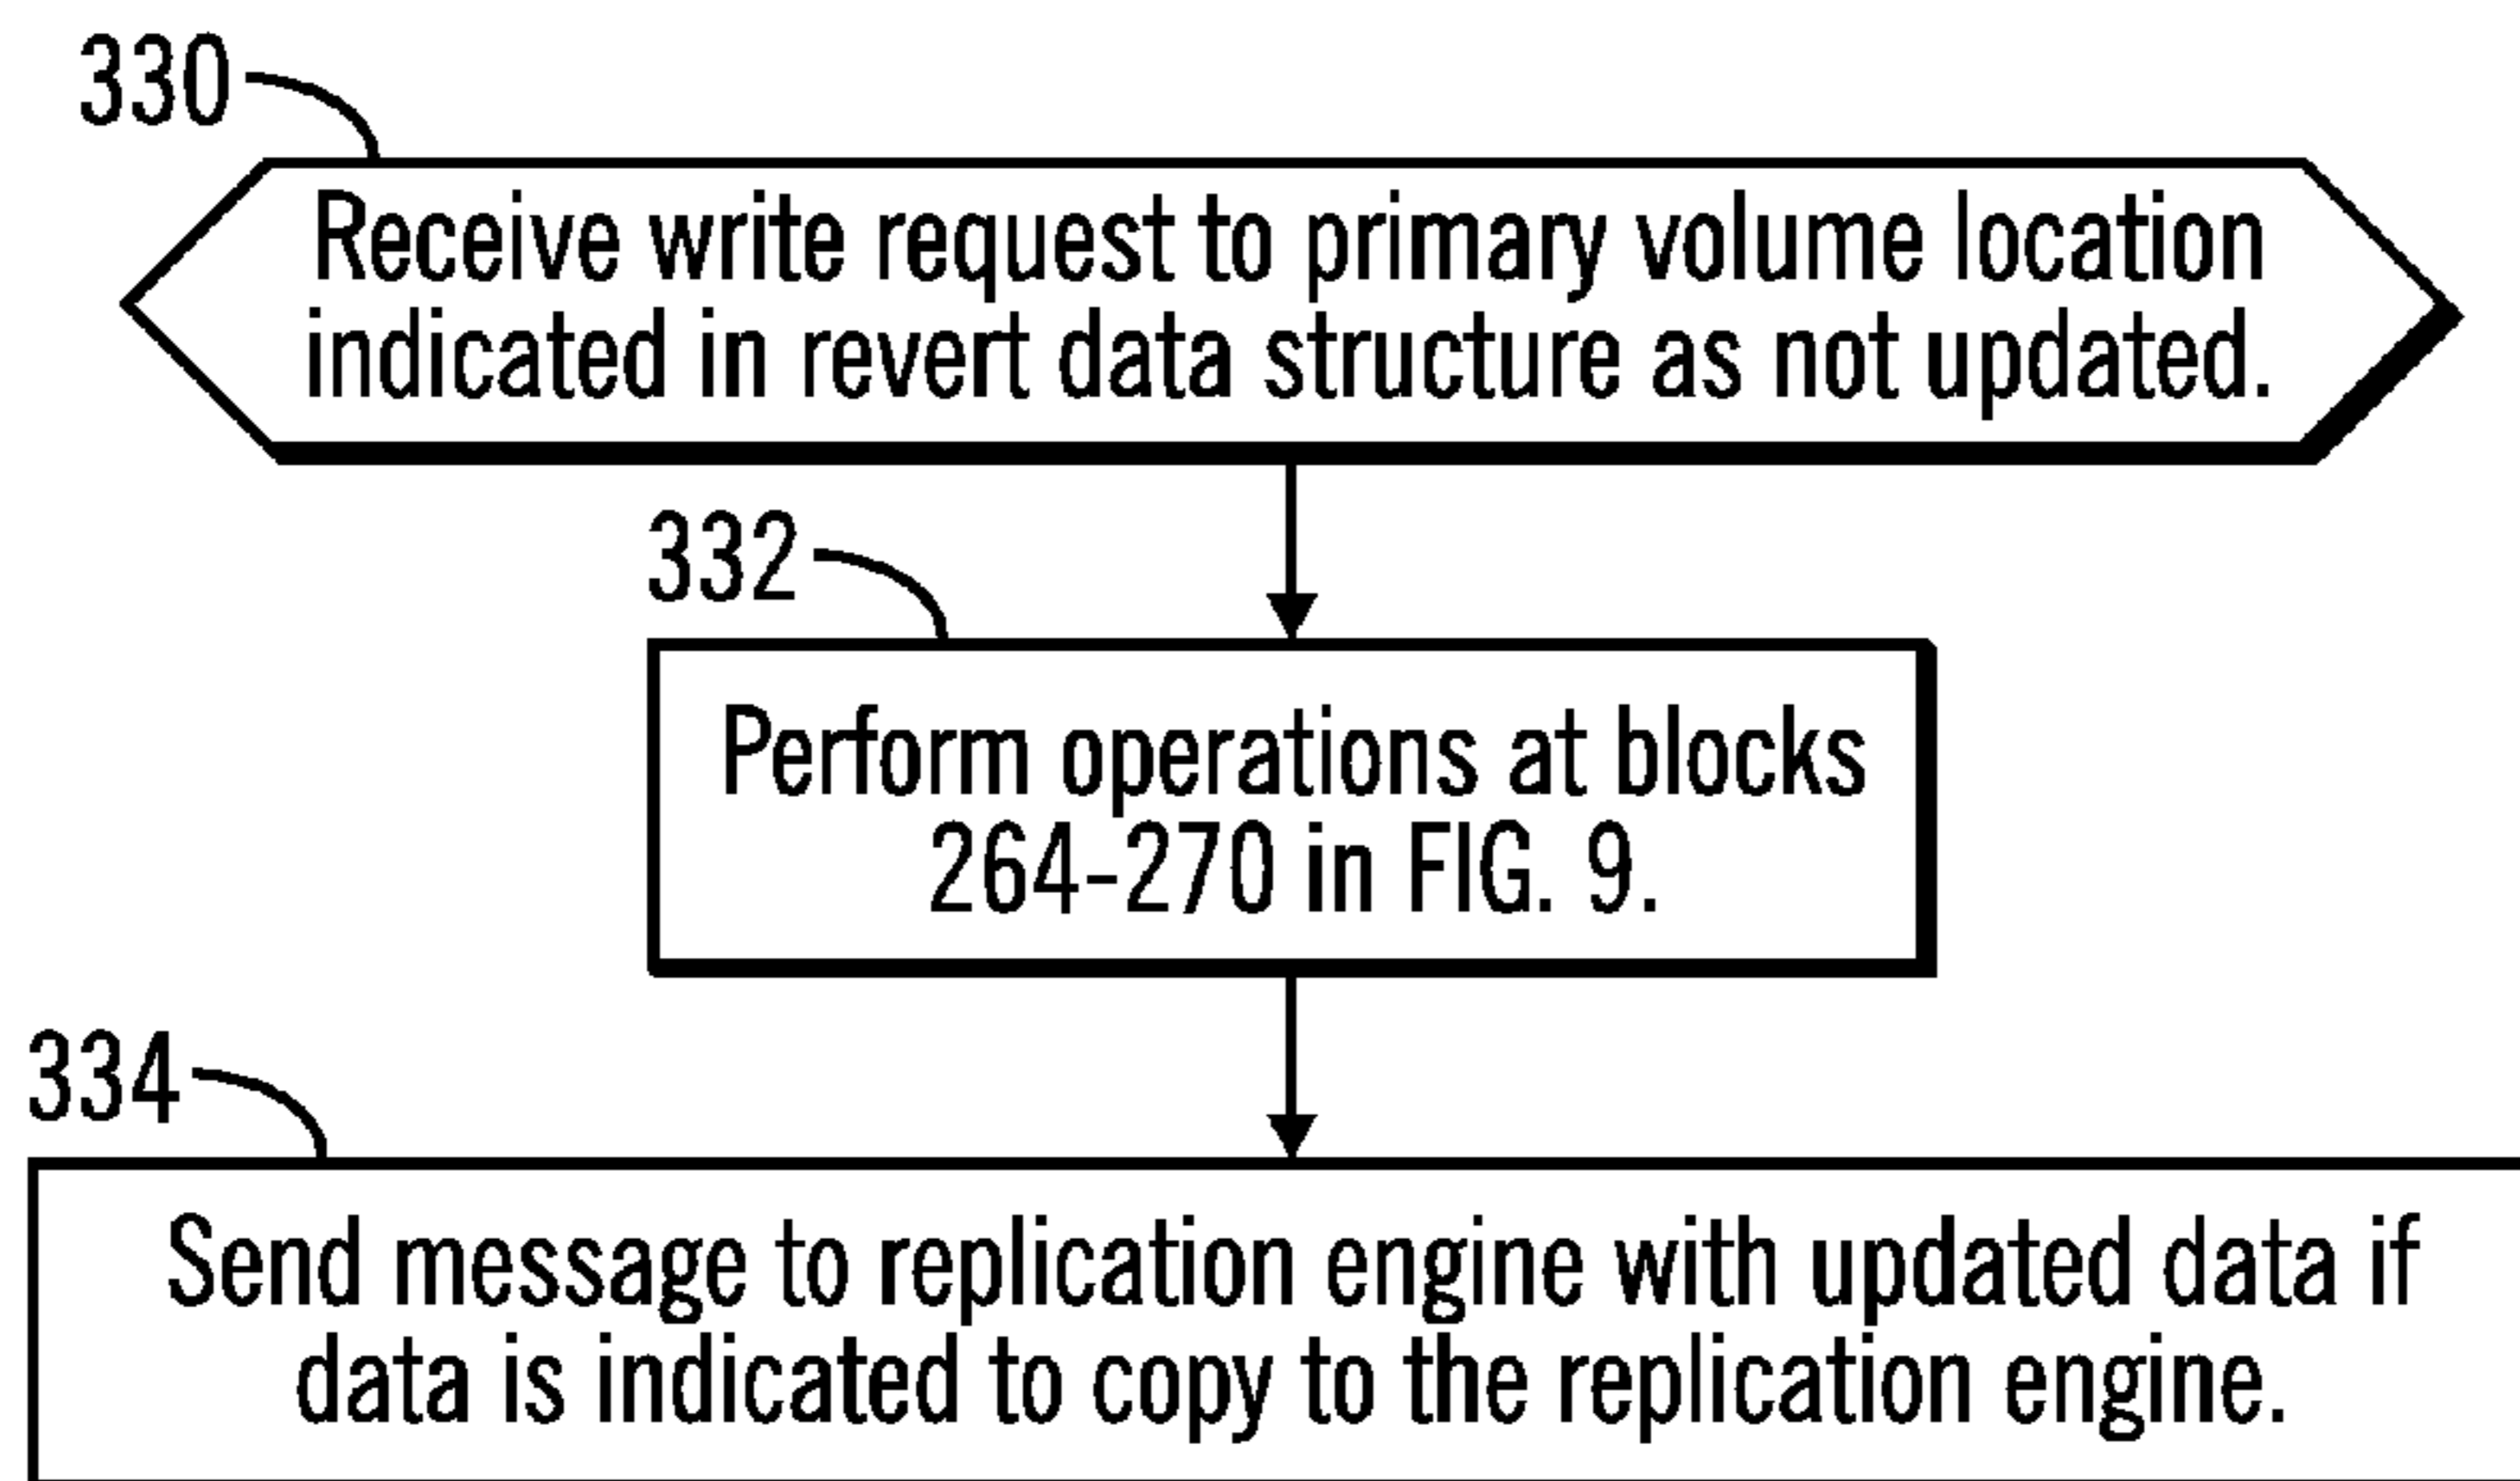 330
Receive write request to primary volume location
indicated in revert data structure as not updated.
332
Perform operations at blocks
264-270 in FIG. 9.
334
Send message to replication engine with updated data if
data is indicated to copy to the replication engine.